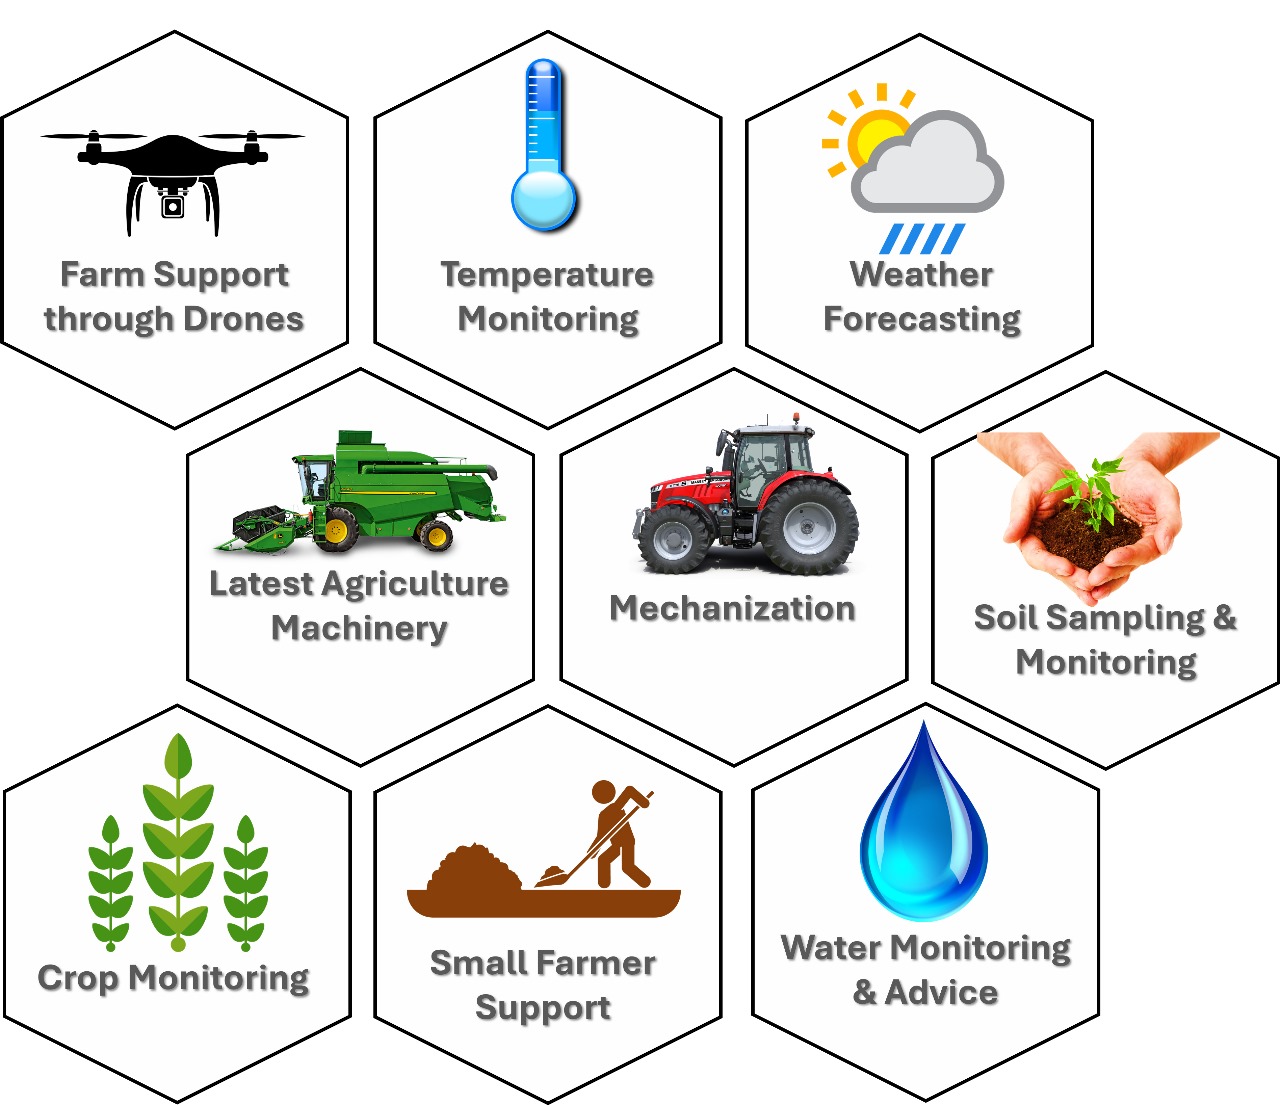 Farm Support
through Drones
Temperature
Monitoring
Weather
Forecasting
Latest Agriculture
Machinery
Mechanization
Soil Sampling &
Monitoring
Crop Monitoring
Small Farmer
Support
Water Monitoring
& Advice